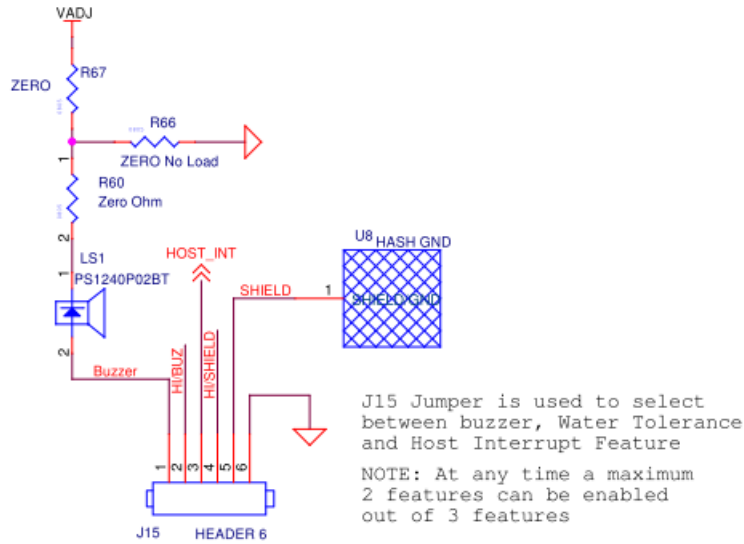 VADJ
R67
ZERO
R66
ZERO No Load
1
R60
Zero Ohm
2
LS1
1
PS1240P02BT
2
Buzzer
HOST_INT
HI/BUZ
HI/SHIELD
SHIELD
1
U8
HASH GND
SHIELD/GND
1
2
3
4
5
6
J15
HEADER 6
J15 Jumper is used to select
between buzzer, Water Tolerance
and Host Interrupt Feature
NOTE: At any time a maximum
2 features can be enabled
out of 3 features